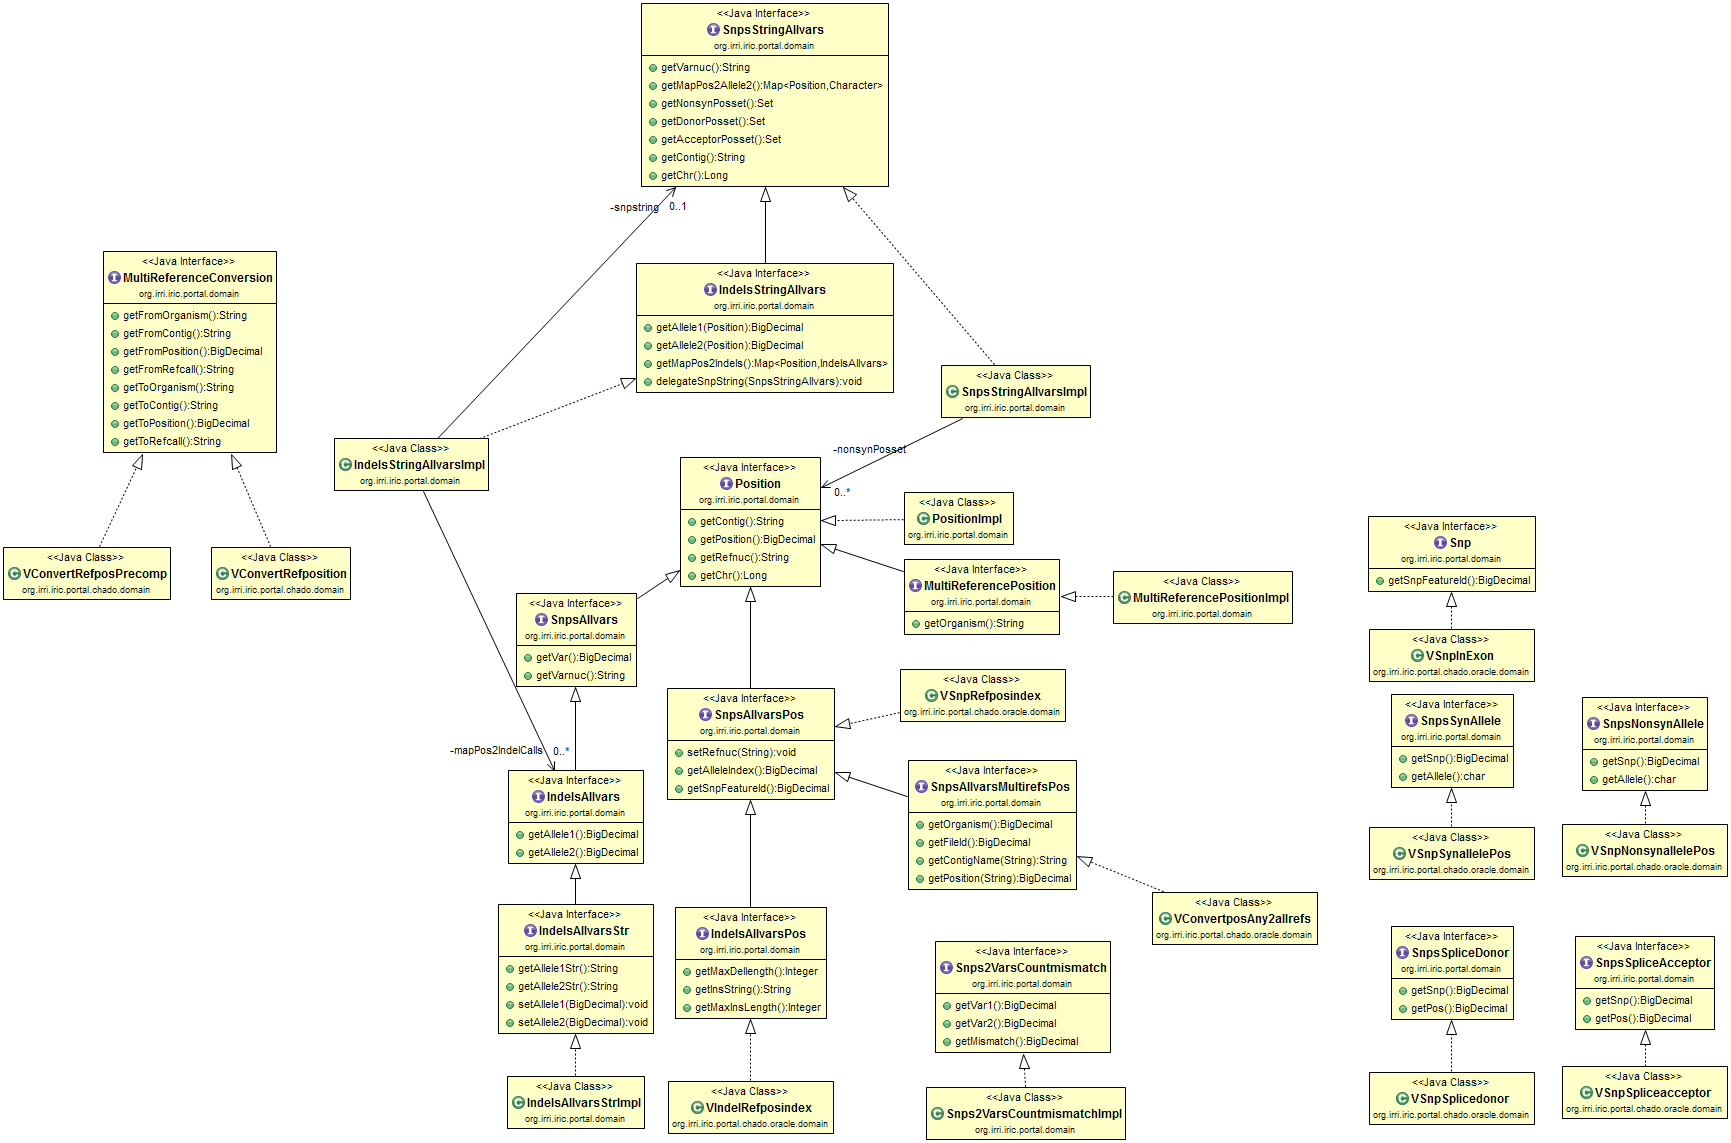 <<Java Interface>>
SnpsStringAllvars
org.irri.iric.portal.domain
getVarnuc():String
getMapPos2Allele2():Map<Position,Character>
getNonsynPosset():Set
getDonorPosset():Set
getAcceptorPosset():Set
getContig():String
getChr():Long
-snpstring 0..1
<<Java Interface>>
MultiReferenceConversion
org.irri.iric.portal.domain
getFromOrganism():String
getFromContig():String
getFromPosition():BigDecimal
getFromRefcall():String
getToOrganism():String
getToContig():String
getToPosition():BigDecimal
getToRefcall():String
<<Java Interface>>
IndelsStringAllvars
org.irri.iric.portal.domain
getAllele1(Position):BigDecimal
getAllele2(Position):BigDecimal
getMapPos2Indels():Map<Position,IndelsAllvars>
delegateSnpString(SnpsStringAllvars):void
<<Java Class>>
SnpsStringAllvarsImpl
org.irri.iric.portal.domain
<<Java Class>>
IndelsStringAllvarsImpl
org.irri.iric.portal.domain
-nonsynPosset
0..*
<<Java Interface>>
Position
org.irri.iric.portal.domain
getContig():String
getPosition():BigDecimal
getRefnuc():String
getChr():Long
<<Java Class>>
PositionImpl
org.irri.iric.portal.domain
<<Java Class>>
VConvertRefposPrecomp
org.irri.iric.portal.chado.domain
<<Java Class>>
VConvertRefposition
org.irri.iric.portal.chado.domain
<<Java Interface>>
MultiReferencePosition
org.irri.iric.portal.domain
getOrganism():String
<<Java Class>>
MultiReferencePositionImpl
org.irri.iric.portal.domain
<<Java Interface>>
Snp
org.irri.iric.portal.domain
getSnpFeatureId():BigDecimal
<<Java Class>>
VSnpInExon
org.irri.iric.portal.chado.oracle.domain
<<Java Interface>>
SnpsAllvars
org.irri.iric.portal.domain
getVar():BigDecimal
getVarnuc():String
<<Java Interface>>
SnpsAllvarsPos
org.irri.iric.portal.domain
setRefnuc(String):void
getAlleleIndex():BigDecimal
getSnpFeatureId():BigDecimal
<<Java Class>>
VSnpRefposindex
org.irri.iric.portal.chado.oracle.domain
<<Java Interface>>
SnpsSynAllele
org.irri.iric.portal.domain
getSnp():BigDecimal
getAllele():char
<<Java Interface>>
SnpsNonsynAllele
org.irri.iric.portal.domain
getSnp():BigDecimal
getAllele():char
-mapPos2IndelCalls 0..*
<<Java Interface>>
IndelsAllvars
org.irri.iric.portal.domain
getAllele1():BigDecimal
getAllele2():BigDecimal
<<Java Interface>>
SnpsAllvarsMultirefsPos
org.irri.iric.portal.domain
getOrganism():BigDecimal
getFileId():BigDecimal
getContigName(String):String
getPosition(String):BigDecimal
<<Java Class>>
VSnpSynallelePos
org.irri.iric.portal.chado.oracle.domain
<<Java Class>>
VSnpNonsynallelePos
org.irri.iric.portal.chado.oracle.domain
<<Java Class>>
VConvertposAny2allrefs
org.irri.iric.portal.chado.oracle.domain
<<Java Interface>>
IndelsAllvarsStr
org.irri.iric.portal.domain
getAllele1Str():String
getAllele2Str():String
setAllele1(BigDecimal):void
setAllele2(BigDecimal):void
<<Java Interface>>
IndelsAllvarsPos
org.irri.iric.portal.domain
getMaxDellength():Integer
getInsString():String
getMaxInsLength():Integer
<<Java Interface>>
Snps2VarsCountmismatch
org.irri.iric.portal.domain
getVar1():BigDecimal
getVar2():BigDecimal
getMismatch():BigDecimal
<<Java Interface>>
SnpsSpliceDonor
org.irri.iric.portal.domain
getSnp():BigDecimal
getPos():BigDecimal
<<Java Interface>>
SnpsSpliceAcceptor
org.irri.iric.portal.domain
getSnp():BigDecimal
getPos():BigDecimal
<<Java Class>>
IndelsAllvarsStrImpl
org.irri.iric.portal.domain
<<Java Class>>
VIndelRefposindex
org.irri.iric.portal.chado.oracle.domain
<<Java Class>>
Snps2VarsCountmismatchImpl
org.irri.iric.portal.domain
<<Java Class>>
VSnpSplicedonor
org.irri.iric.portal.chado.oracle.domain
<<Java Class>>
VSnpSpliceacceptor
org.irri.iric.portal.chado.oracle.domain